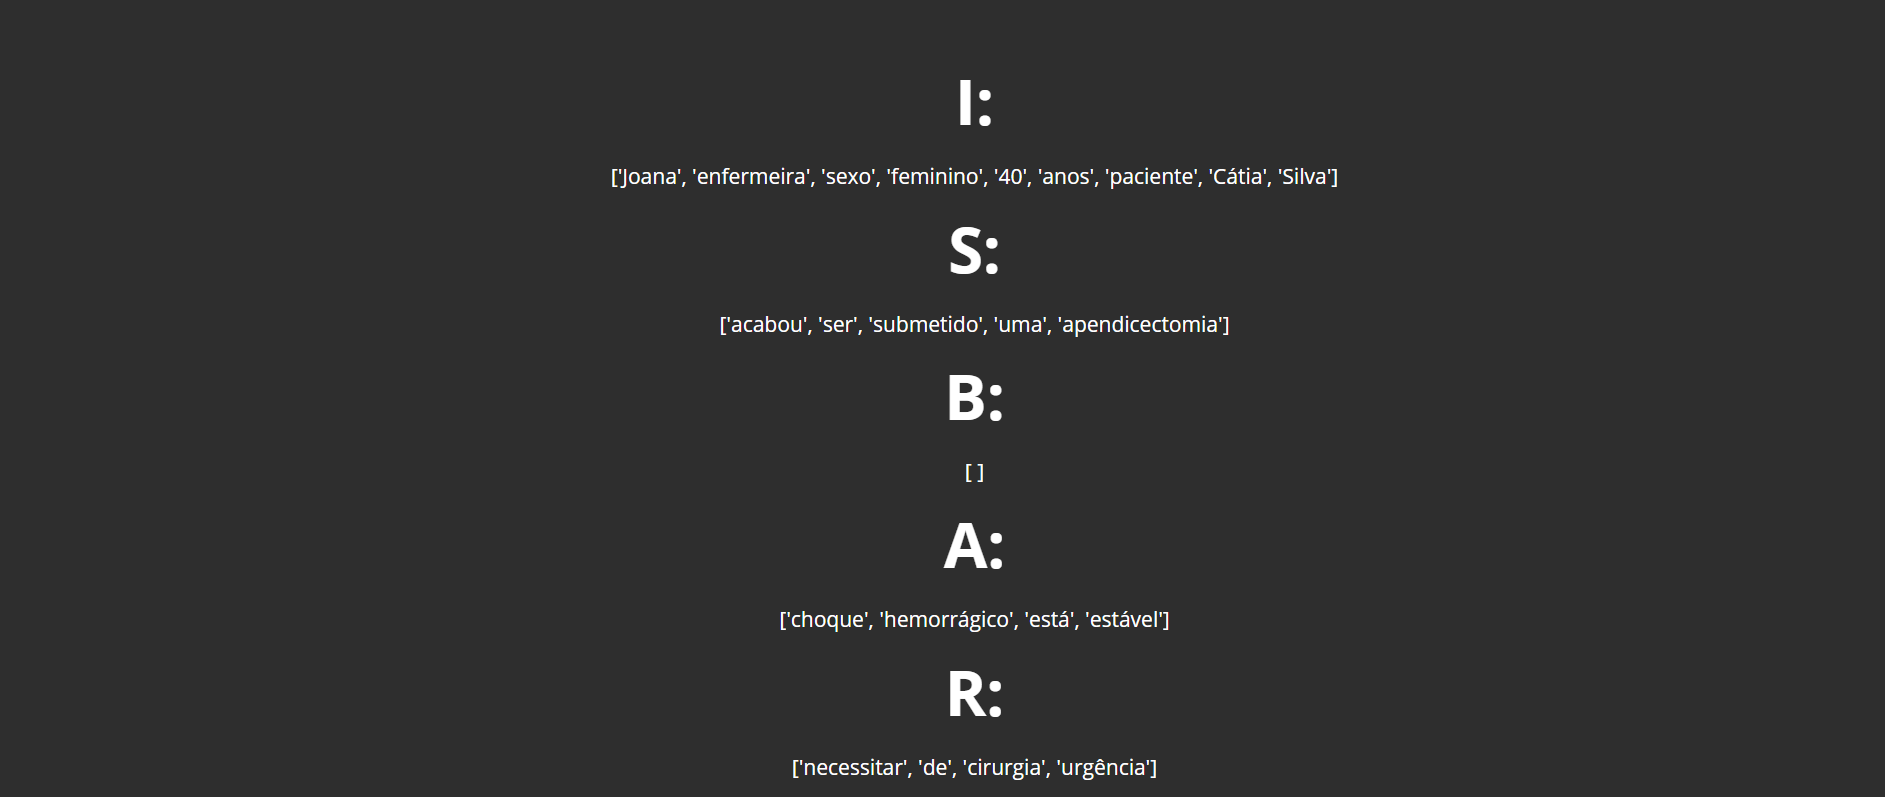 I:
['Joana', 'enfermeira', 'sexo', 'feminino', '40', 'anos', 'paciente', 'Cátia', 'Silva']
S:
['acabou', 'ser', 'submetido', 'uma', 'apendicectomia']
B:
[ ]
A:
['choque', 'hemorrágico', 'está', 'estável']
R:
['necessitar', 'de', 'cirurgia', 'urgência']